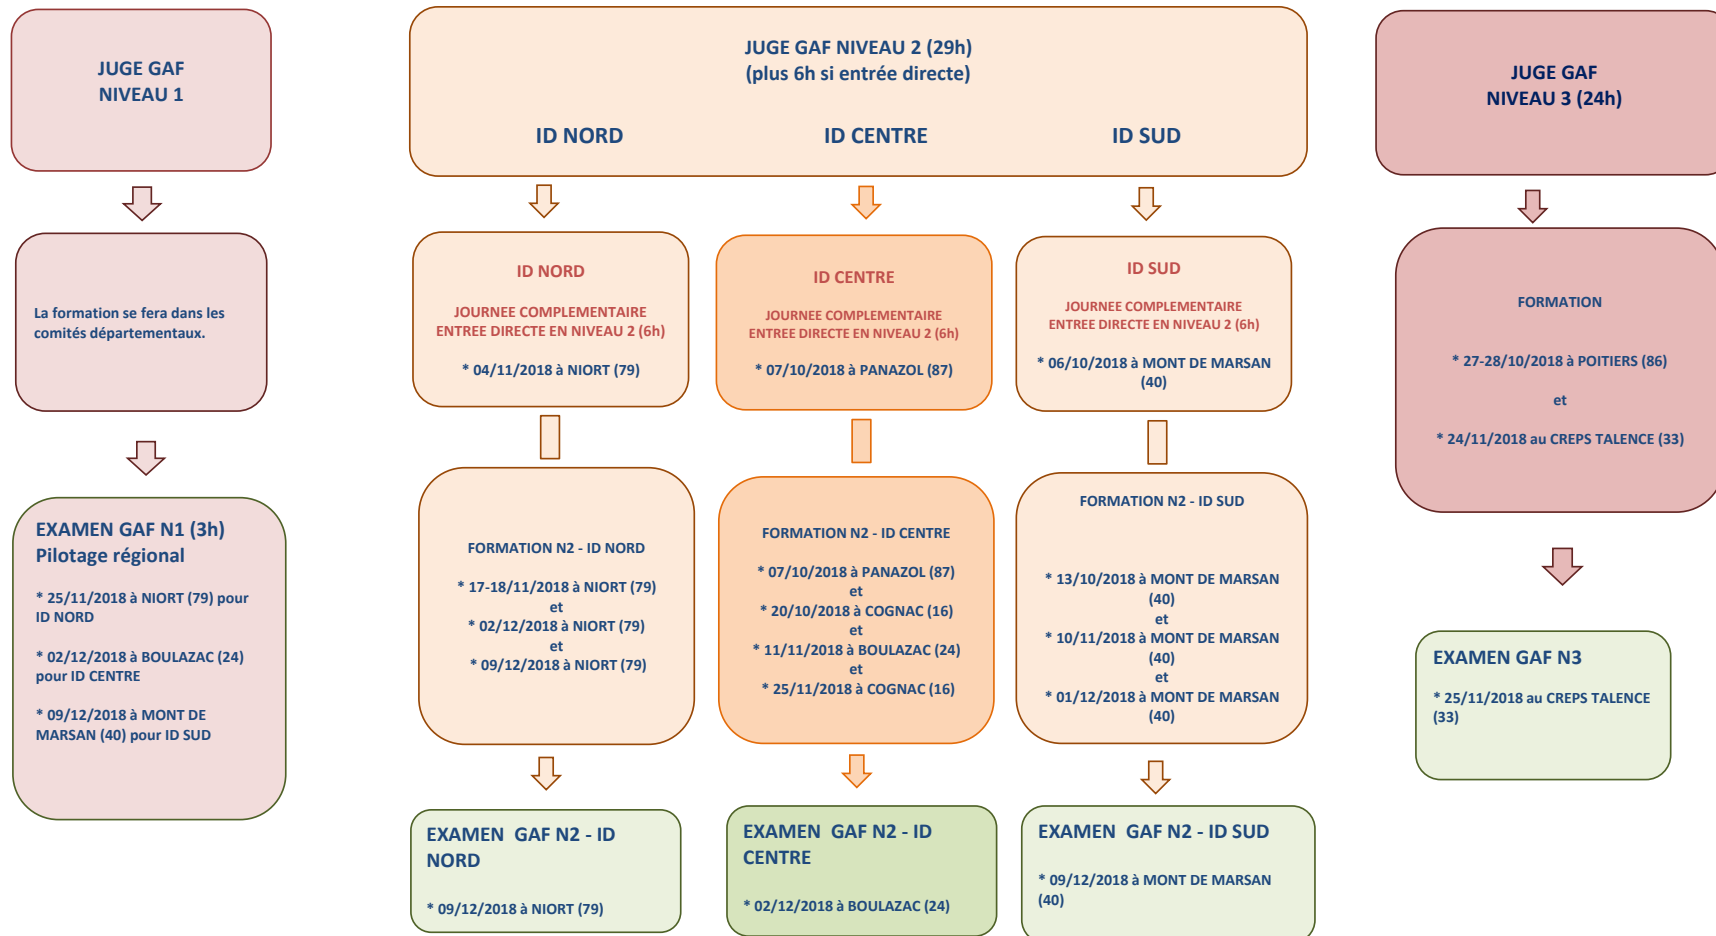 JUGE GAF
NIVEAU 1
La formation se fera dans les
comités départementaux.
EXAMEN GAF N1 (3h)
Pilotage régional
* 25/11/2018 à NIORT (79) pour
ID NORD
* 02/12/2018 à BOULAZAC (24)
pour ID CENTRE
* 09/12/2018 à MONT DE
MARSAN (40) pour ID SUD
JUGE GAF NIVEAU 2 (29h)
(plus 6h si entrée directe)
ID NORD
ID CENTRE
ID SUD
ID NORD
JOURNEE COMPLEMENTAIRE
ENTREE DIRECTE EN NIVEAU 2 (6h)
* 04/11/2018 à NIORT (79)
FORMATION N2 - ID NORD
* 17-18/11/2018 à NIORT (79)
et
* 02/12/2018 à NIORT (79)
et
* 09/12/2018 à NIORT (79)
EXAMEN  GAF N2 - ID
NORD
* 09/12/2018 à NIORT (79)
ID CENTRE
JOURNEE COMPLEMENTAIRE
ENTREE DIRECTE EN NIVEAU 2 (6h)
* 07/10/2018 à PANAZOL (87)
FORMATION N2 - ID CENTRE
* 07/10/2018 à PANAZOL (87)
et
* 20/10/2018 à COGNAC (16)
et
* 11/11/2018 à BOULAZAC (24)
et
* 25/11/2018 à COGNAC (16)
EXAMEN  GAF N2 - ID
CENTRE
* 02/12/2018 à BOULAZAC (24)
ID SUD
JOURNEE COMPLEMENTAIRE
ENTREE DIRECTE EN NIVEAU 2 (6h)
* 06/10/2018 à MONT DE MARSAN
(40)
FORMATION N2 - ID SUD
* 13/10/2018 à MONT DE MARSAN
(40)
et
* 10/11/2018 à MONT DE MARSAN
(40)
et
* 01/12/2018 à MONT DE MARSAN
(40)
EXAMEN  GAF N2 - ID SUD
* 09/12/2018 à MONT DE MARSAN
(40)
JUGE GAF
NIVEAU 3 (24h)
FORMATION
* 27-28/10/2018 à POITIERS (86)
et
* 24/11/2018 au CREPS TALENCE (33)
EXAMEN GAF N3
* 25/11/2018 au CREPS TALENCE
(33)